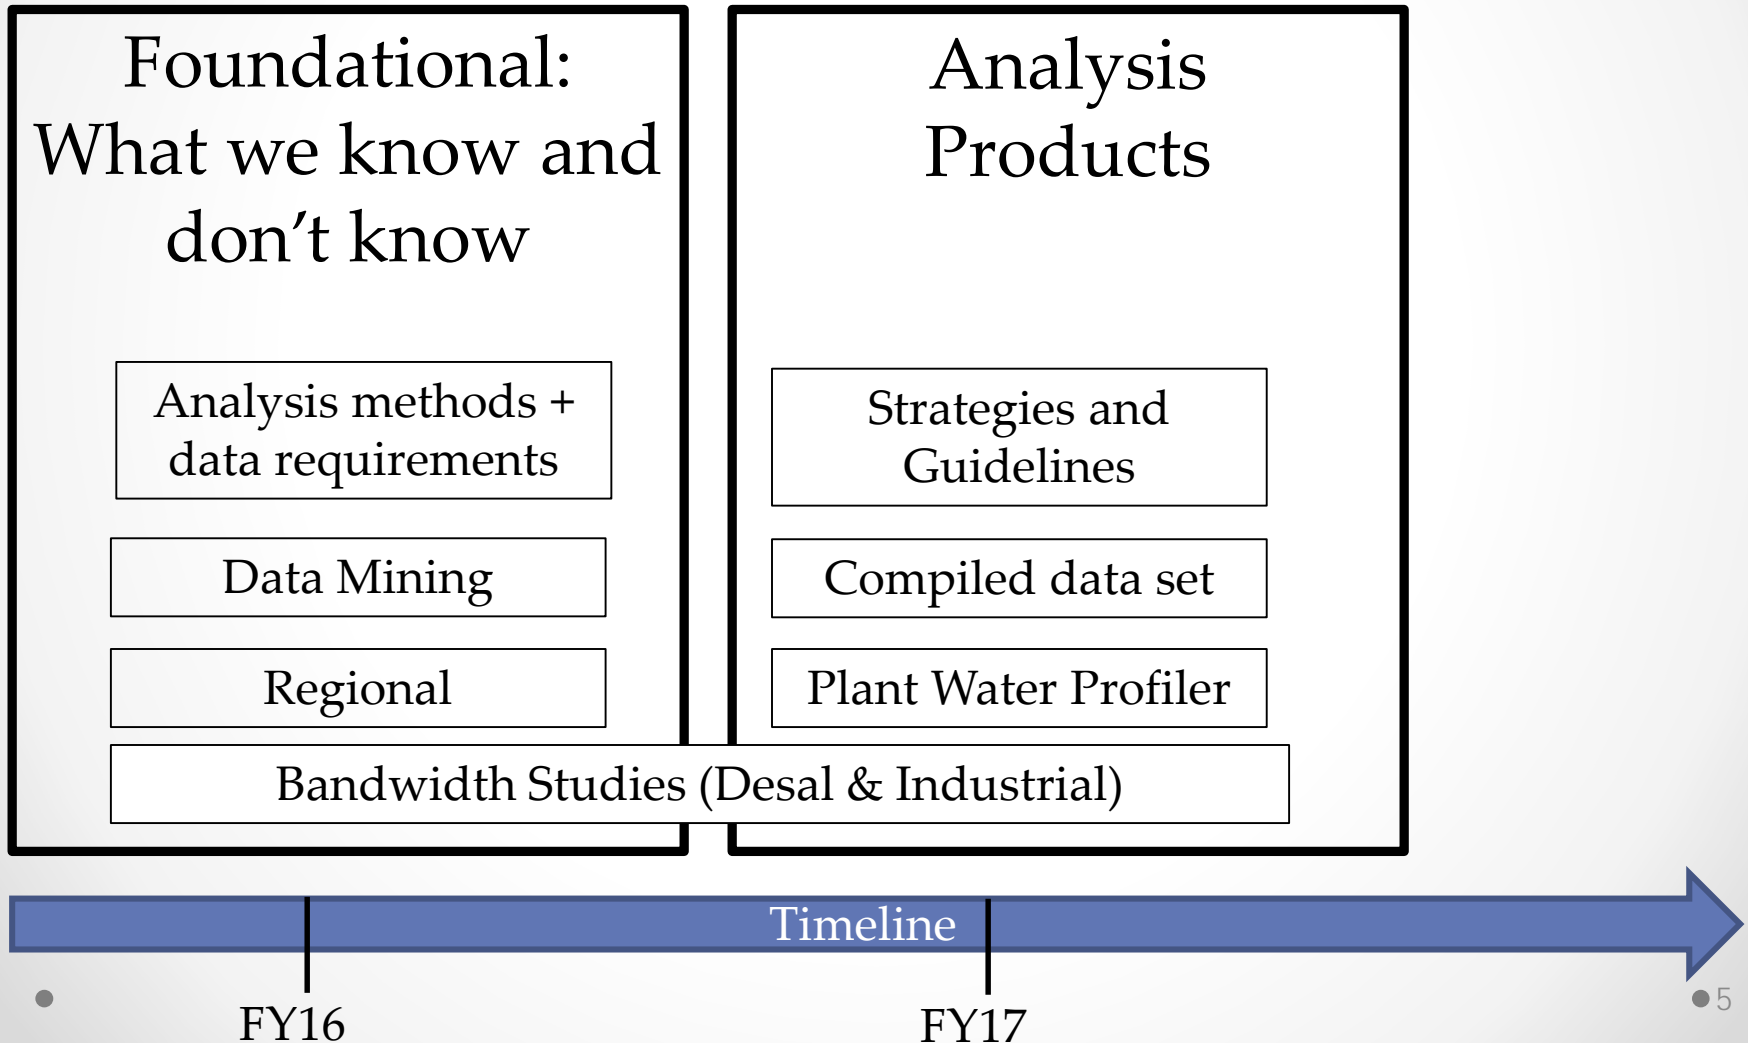 Foundational:
What we know and
don’t know
Analysis methods +
data requirements
Data Mining
Regional
Analysis
Products
Strategies and
Guidelines
Compiled data set
Plant Water Profiler
Bandwidth Studies (Desal & Industrial)
Timeline
FY16
FY17
5